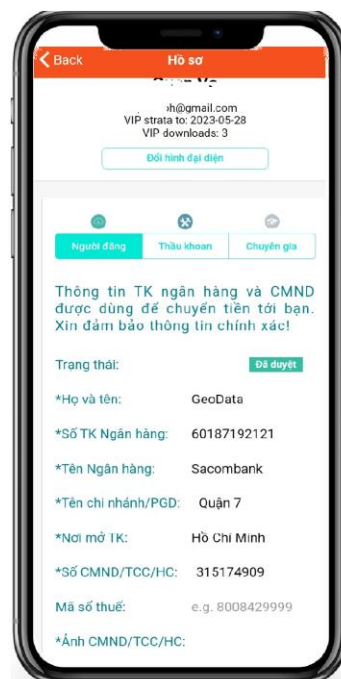 Back
Hồ sơ
h@gmail.com
VIP strata to: 2023-05-28
VIP downloads: 3
Đổi hình đại diện
Người đăng
Thầu khoan
Chuyên gia
Thông tin TK ngân hàng và CMND
được dùng để chuyển tiền tới bạn.
Xin đảm bảo thông tin chính xác!
Trạng thái:
Đã duyệt
*Họ và tên: GeoData
*Số TK Ngân hàng: 60187192121
*Tên Ngân hàng: Sacombank
*Tên chi nhánh/PGD: Quận 7
*Nơi mở TK: Hồ Chí Minh
*Số CMND/TCC/HC: 315174909
Mã số thuế: e.g. 8008429999
*Ảnh CMND/TCC/HC: